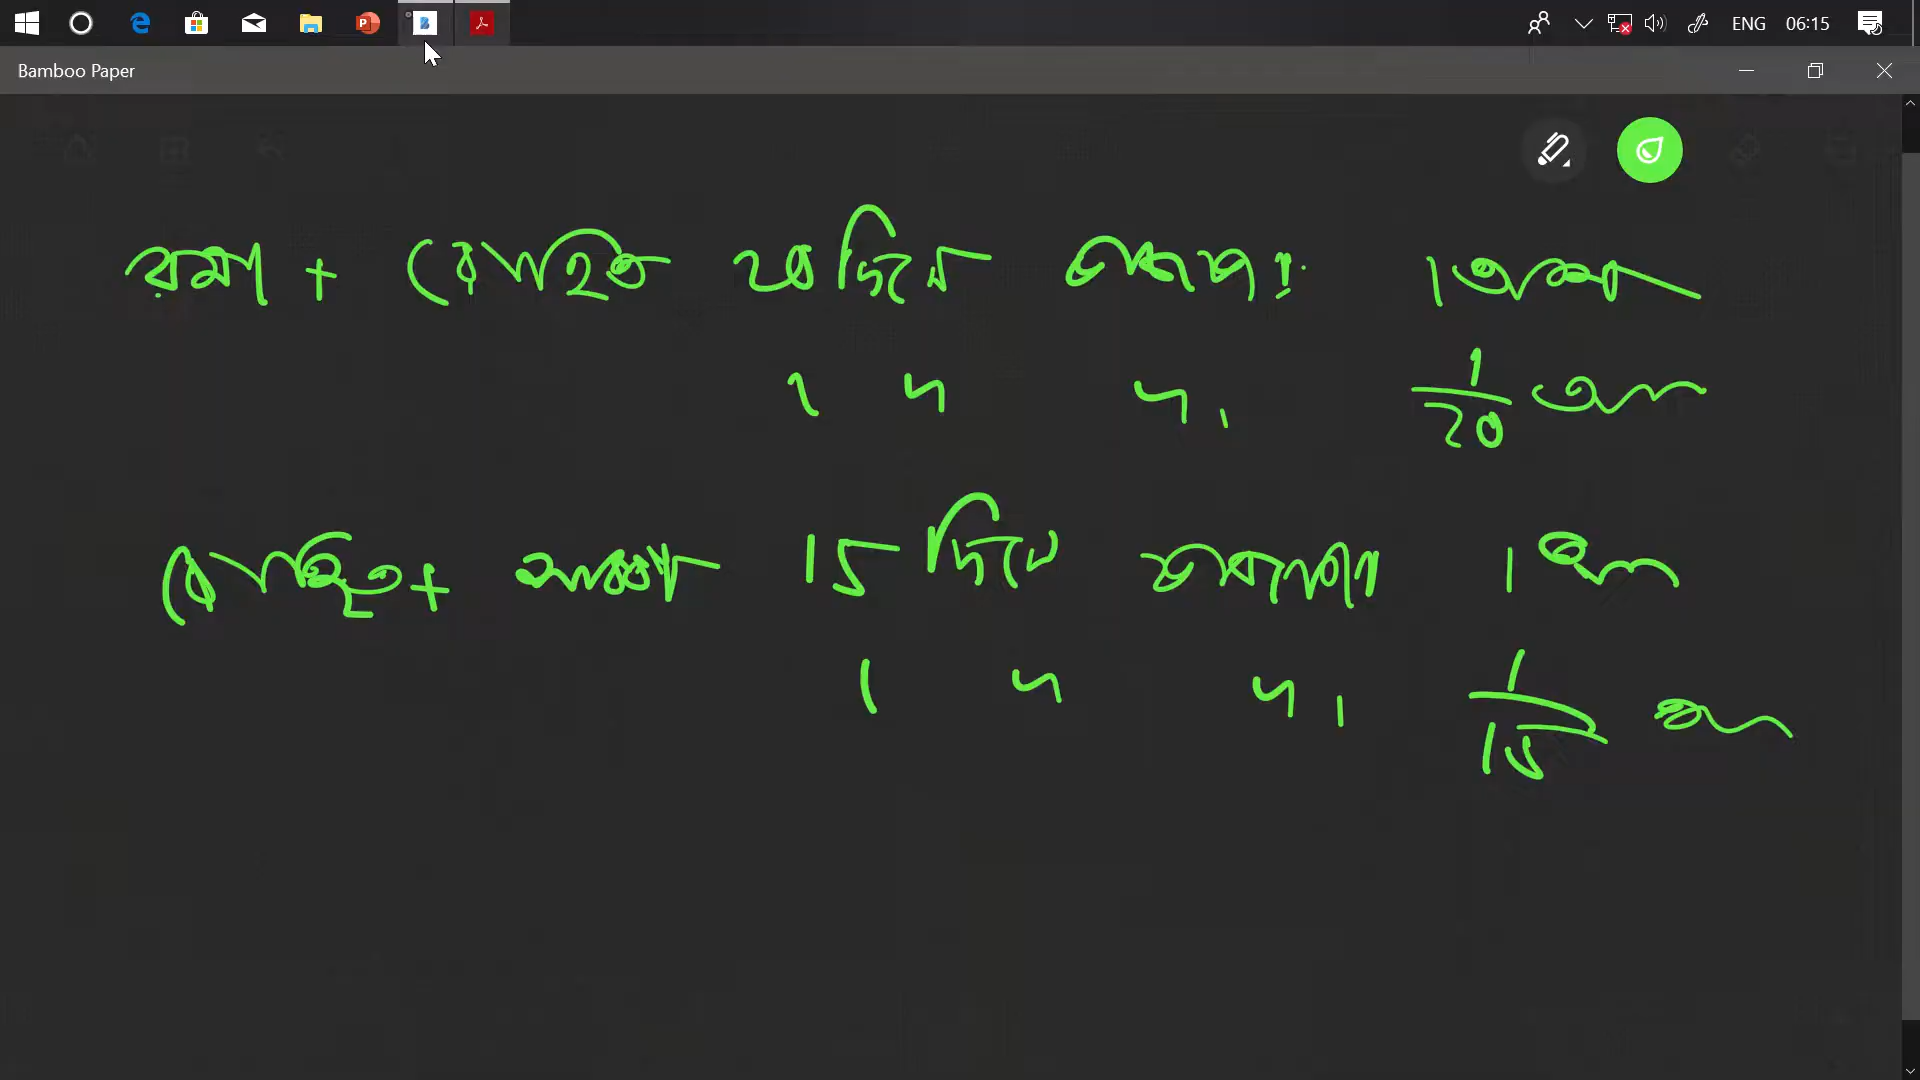 ENG 06:15
Bamboo Paper
রমা + রোহিত 20 দিনে করে 1 অংশ
1 " " , 1/20 অংশ
রোহিত + 15 দিনে 1 অংশ
1 " " , 1/15 অংশ